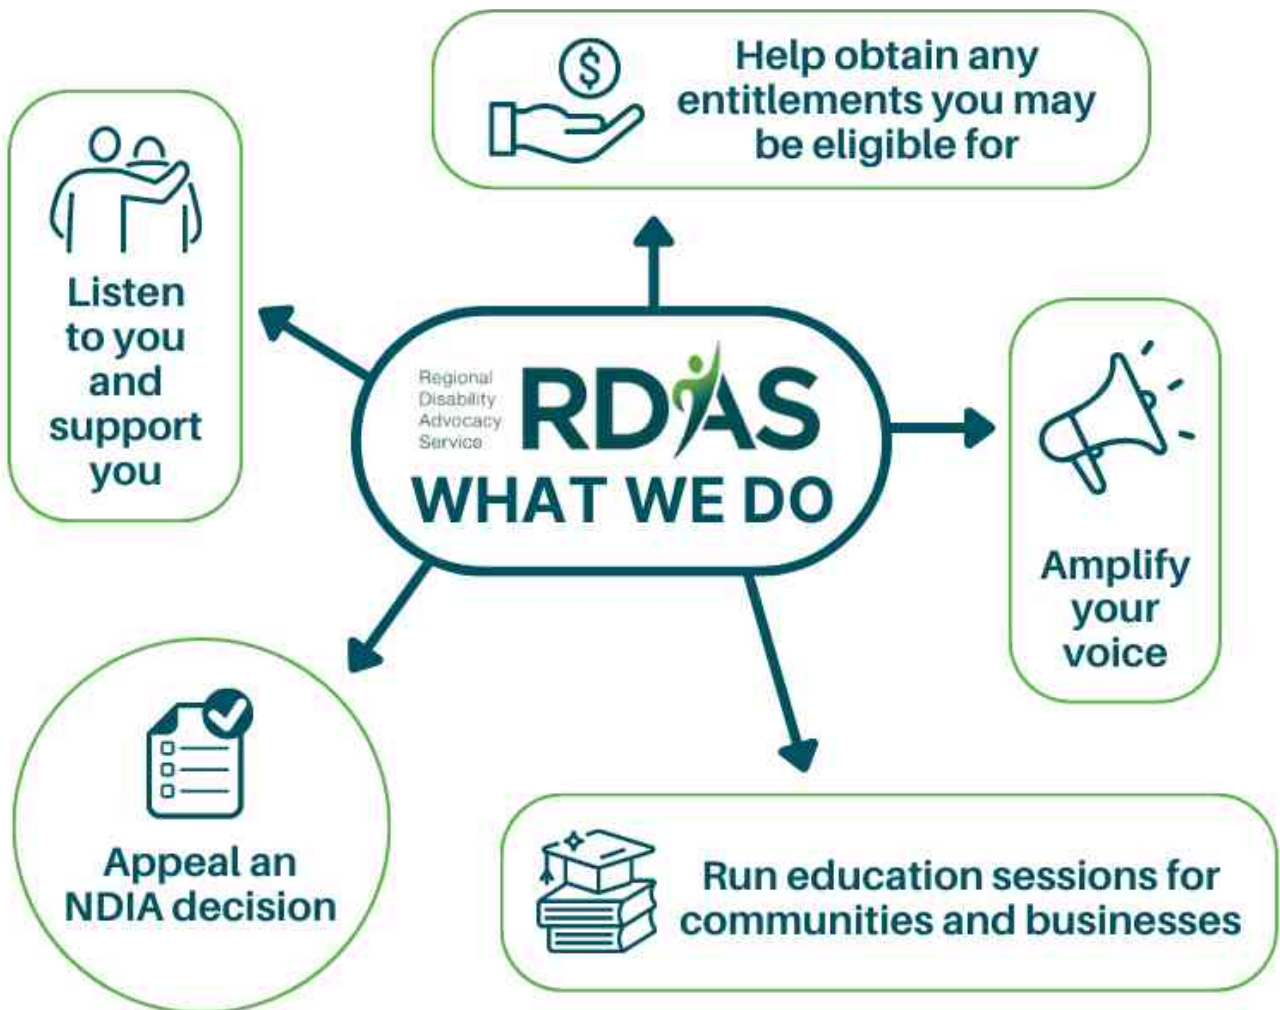 Help obtain any
entitlements you may
be eligible for
Listen
to you
and
support
you
Regional
Disability
Advocacy
Service
RDAS
WHAT WE DO
Amplify
your
voice
Appeal an
NDIA decision
Run education sessions for
communities and businesses